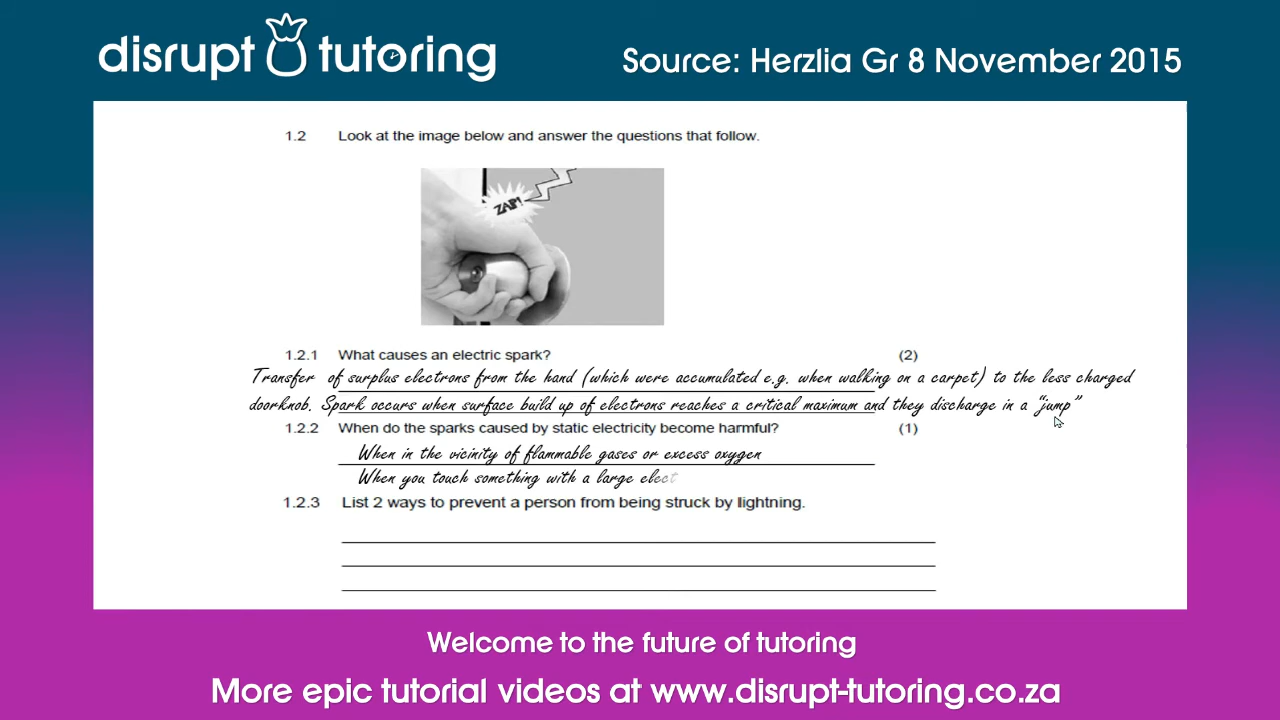 disrupt tutoring
Source: Herzlia Gr 8 November 2015
1.2 Look at the image below and answer the questions that follow.
ZAP!
1.2.1 What causes an electric spark? (2)
Transfer of surplus electrons from the hand (which were accumulated e.g. when walking on a carpet) to the less charged
doorknob. Spark occurs when surface build up of electrons reaches a critical maximum and they discharge in a “jump”
1.2.2 When do the sparks caused by static electricity become harmful? (1)
When in the vicinity of flammable gases or excess oxygen
When you touch something with a large elect
1.2.3 List 2 ways to prevent a person from being struck by lightning.
Welcome to the future of tutoring
More epic tutorial videos at www.disrupt-tutoring.co.za